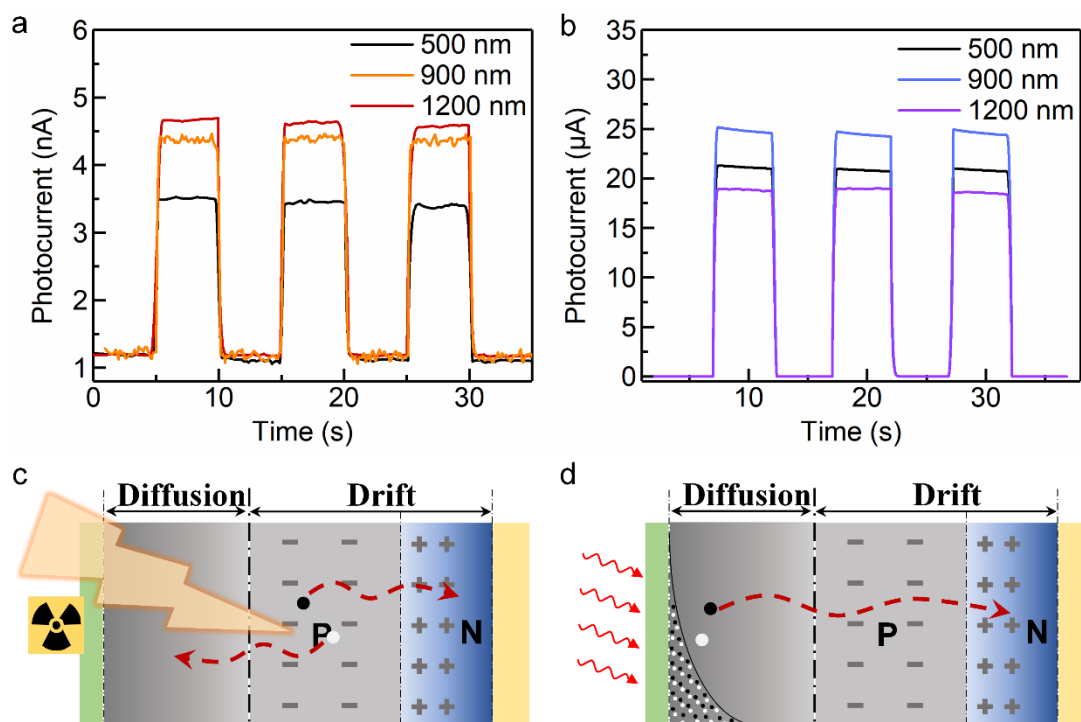 a
500 nm
900 nm
1200 nm
Photocurrent (nA)
6
5
4
3
2
1
0
10
20
30
Time (s)
b
500 nm
900 nm
1200 nm
Photocurrent (µA)
35
30
25
20
15
10
5
0
10
20
30
Time (s)
c
Diffusion
Drift
P
N
d
Diffusion
Drift
P
N